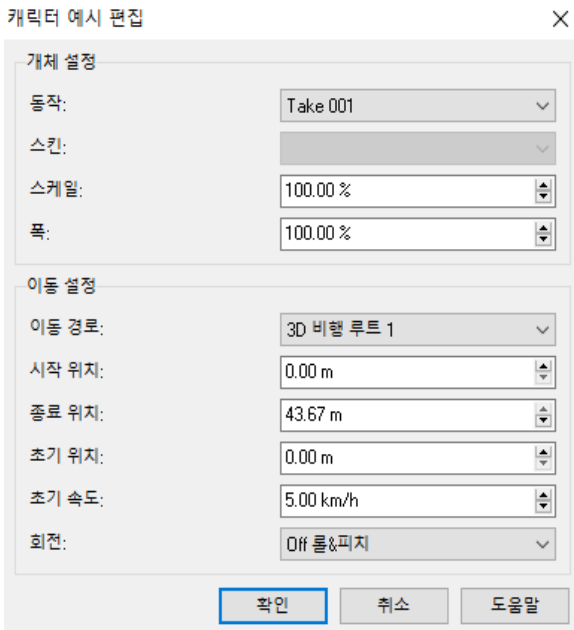 캐릭터 예시 편집
개체 설정
동작: Take 001
스킨:
스케일: 100.00 %
폭: 100.00 %
이동 설정
이동 경로: 3D 비행 루트 1
시작 위치: 0.00 m
종료 위치: 43.67 m
초기 위치: 0.00 m
초기 속도: 5.00 km/h
회전: Off 롤&피치
확인 취소 도움말